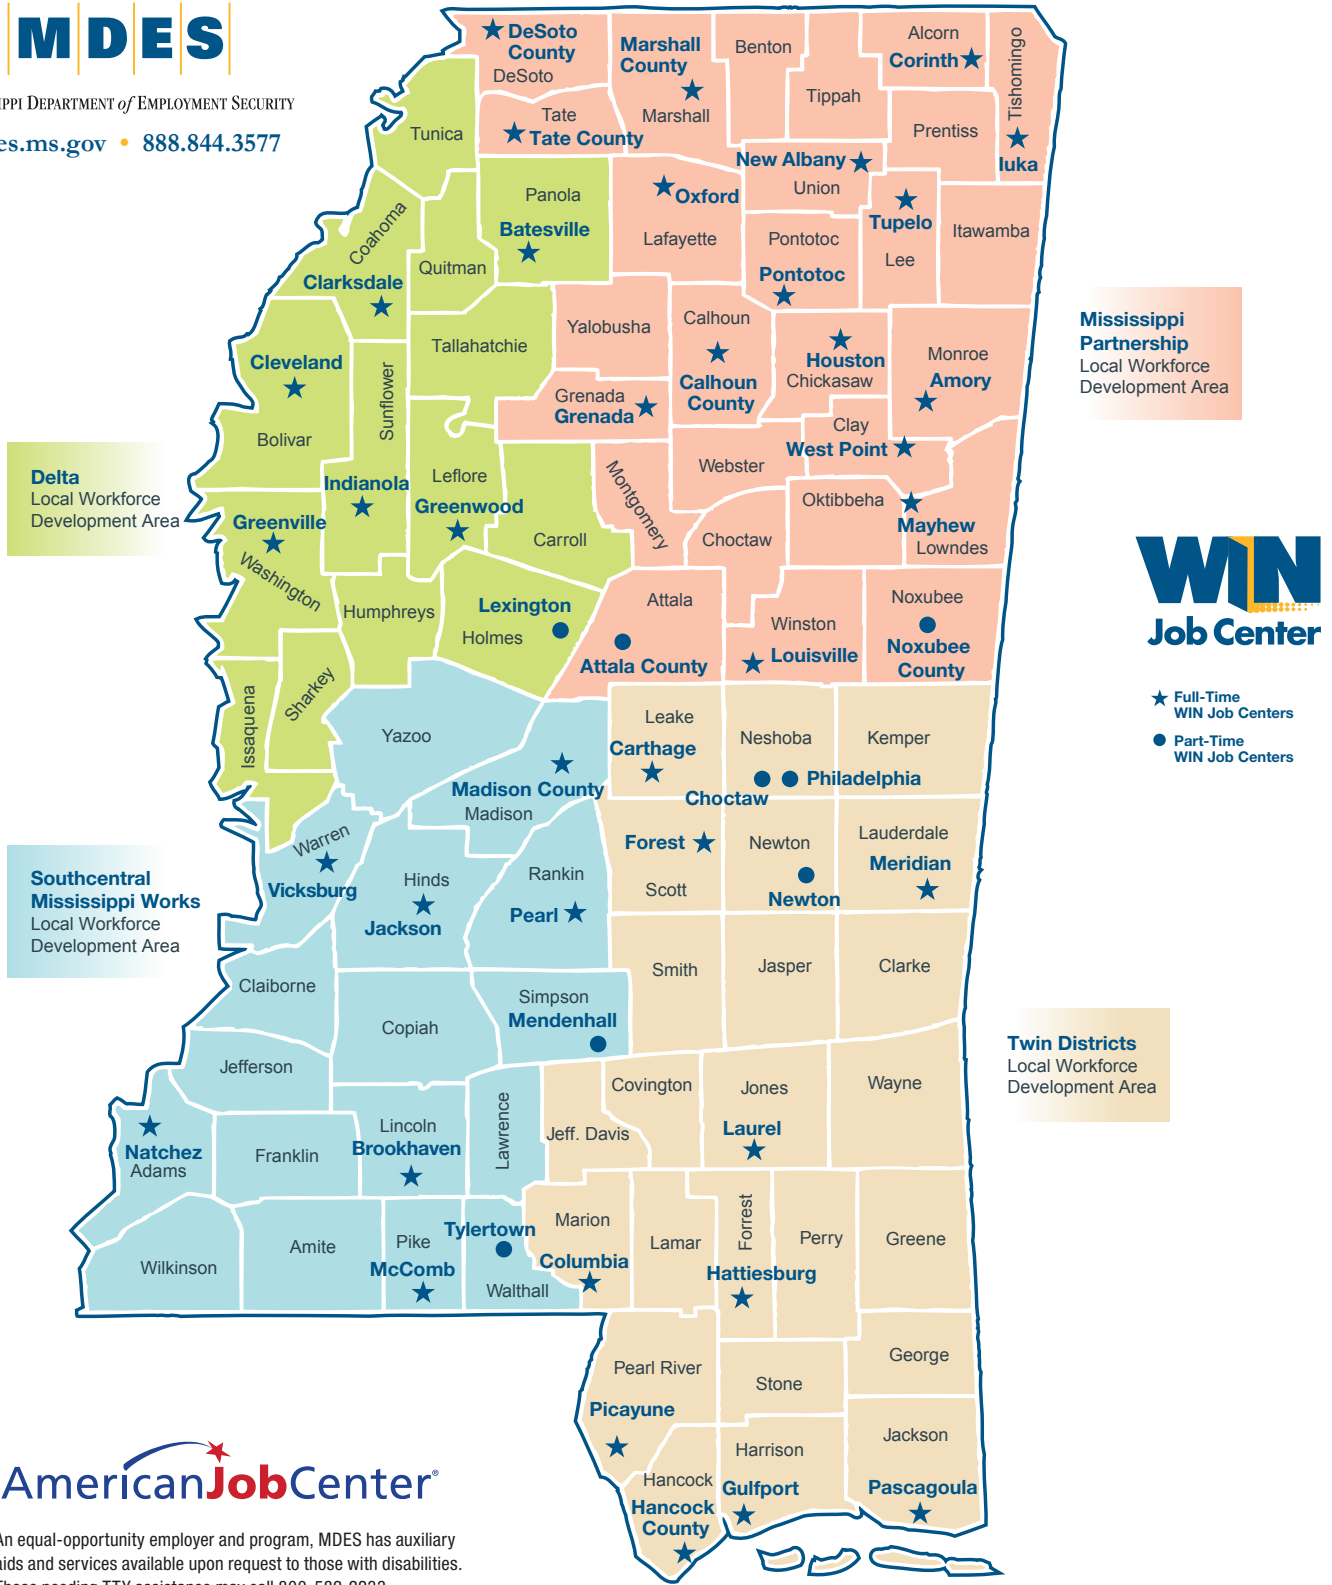 MDES
IPPI DEPARTMENT of EMPLOYMENT SECURITY
es.ms.gov • 888.844.3577
DeSoto
County
DeSoto
Marshall
County
Marshall
Benton
Tippah
Alcorn
Corinth
Tishomingo
Iuka
Prentiss
Tate
Tate County
Tunica
Panola
Batesville
Oxford
Lafayette
New Albany
Union
Tupelo
Lee
Itawamba
Pontotoc
Pontotoc
Coahoma
Clarksdale
Quitman
Tallahatchie
Yalobusha
Calhoun
Calhoun
County
Houston
Chickasaw
Monroe
Amory
Cleveland
Bolivar
Sunflower
Indianola
Grenada
Grenada
Clay
West Point
Webster
Montgomery
Choctaw
Oktibbeha
Mayhew
Lowndes
Leflore
Greenwood
Carroll
Greenville
Washington
Humphreys
Lexington
Holmes
Attala
Attala County
Winston
Louisville
Noxubee
Noxubee
County
Issaquena
Sharkey
Yazoo
Madison County
Madison
Leake
Carthage
Neshoba
Philadelphia
Choctaw
Kemper
Warren
Vicksburg
Hinds
Jackson
Rankin
Pearl
Forest
Scott
Newton
Newton
Lauderdale
Meridian
Claiborne
Copiah
Simpson
Mendenhall
Smith
Jasper
Clarke
Jefferson
Natchez
Adams
Franklin
Lincoln
Brookhaven
Lawrence
Jeff. Davis
Covington
Jones
Laurel
Wayne
Wilkinson
Amite
Pike
McComb
Tylertown
Walthall
Marion
Columbia
Lamar
Forrest
Hattiesburg
Perry
Greene
Pearl River
Picayune
Stone
George
Hancock
Hancock
County
Harrison
Gulfport
Jackson
Pascagoula
Mississippi
Partnership
Local Workforce
Development Area
Delta
Local Workforce
Development Area
WIN
Job Center
Full-Time
WIN Job Centers
Part-Time
WIN Job Centers
Southcentral
Mississippi Works
Local Workforce
Development Area
Twin Districts
Local Workforce
Development Area
AmericanJobCenter®
An equal-opportunity employer and program, MDES has auxiliary
aids and services available upon request to those with disabilities.